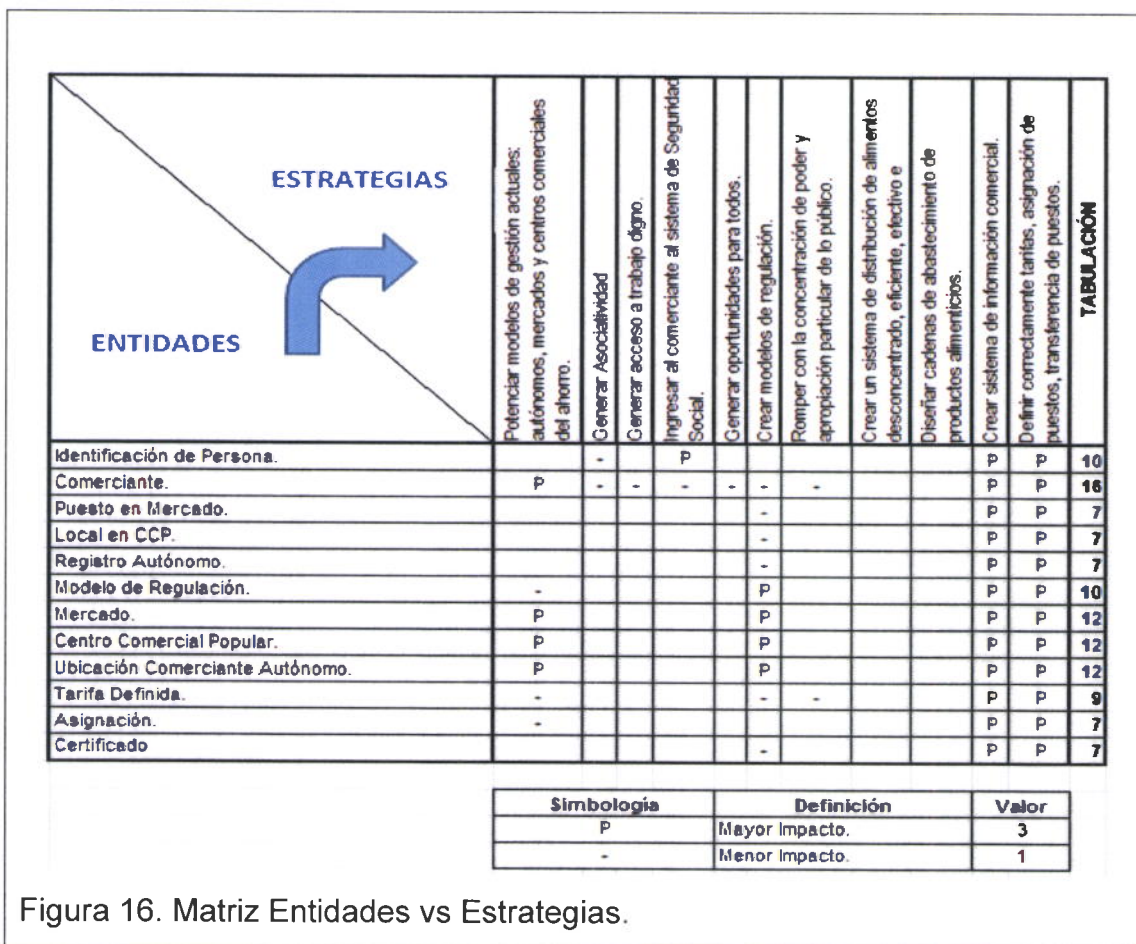 ESTRATEGIAS
ENTIDADES
Potenciar modelos de gestión actuales:
autónomos, mercados y centros comerciales
del ahorro.
Generar Asociatividad
Generar acceso a trabajo digno.
Ingresar al comerciante al sistema de Seguridad
Social.
Generar oportunidades para todos.
Crear modelos de regulación.
Romper con la concentración de poder y
apropiación particular de lo público.
Crear un sistema de distribución de alimentos
desconcentrado, eficiente, efectivo e
Diseñar cadenas de abastecimiento de
productos alimenticios.
Crear sistema de información comercial.
Definir correctamente tarifas, asignación de
puestos, transferencia de puestos.
TABULACIÓN
Identificación de Persona. - P P P 10
Comerciante. P - - - - - - P P 16
Puesto en Mercado. - P P 7
Local en CCP. - P P 7
Registro Autónomo. - P P 7
Modelo de Regulación. - P P P 10
Mercado. P P P P 12
Centro Comercial Popular. P P P P 12
Ubicación Comerciante Autónomo. P P P P 12
Tarifa Definida. - - - P P 9
Asignación. - P P 7
Certificado - P P 7
Simbología Definición Valor
P Mayor Impacto. 3
- Menor Impacto. 1
Figura 16. Matriz Entidades vs Estrategias.